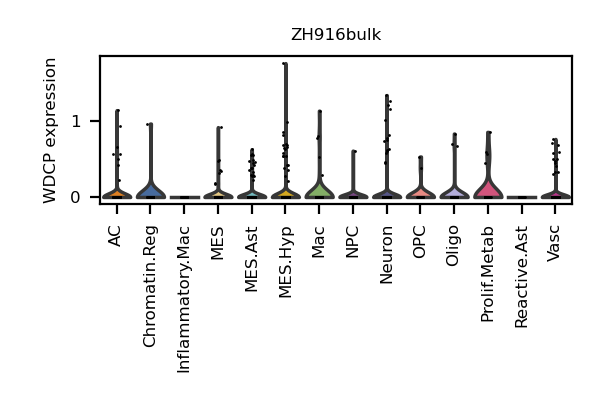 ZH916bulk
WDCP expression
1
0
AC
Chromatin.Reg
Inflammatory.Mac
MES
MES.Ast
MES.Hyp
Mac
NPC
Neuron
OPC
Oligo
Prolif.Metab
Reactive.Ast
Vasc